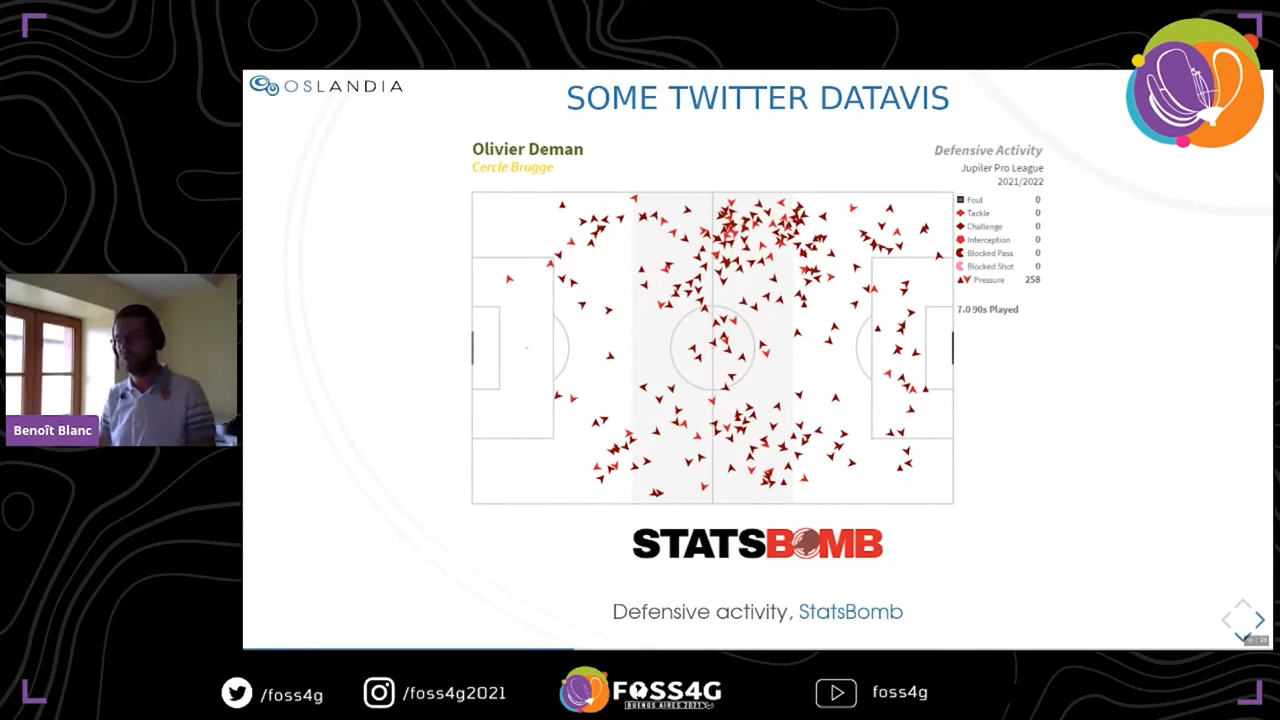 OSLANDIA
SOME TWITTER DATAVIS
Olivier Deman
Cercle Brugge
Defensive Activity
Jupiler Pro League
2021/2022
Foul 0
Tackle 0
Challenge 0
Interception 0
Blocked Pass 0
Blocked Shot 0
Pressure 258
7.0 90s Played
Benoît Blanc
STATSBOMB
Defensive activity, StatsBomb
/foss4g
/foss4g2021
FOSS4G
BUENOS AIRES 2021
foss4g